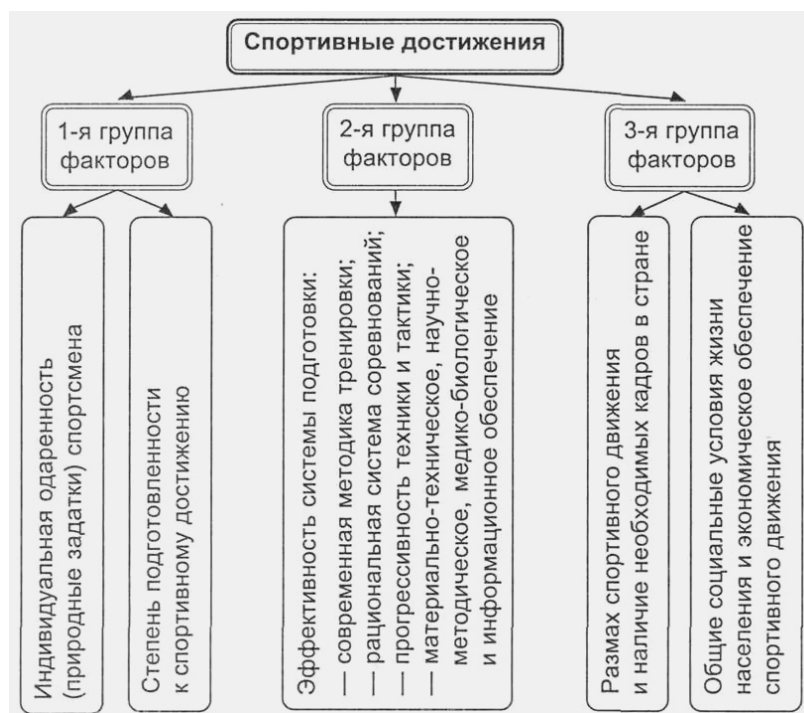 Спортивные достижения
1-я группа
факторов
2-я группа
факторов
3-я группа
факторов
Индивидуальная одаренность
(природные задатки) спортсмена
Степень подготовленности
к спортивному достижению
Эффективность системы подготовки:
— современная методика тренировки;
— рациональная система соревнований;
— прогрессивность техники и тактики;
— материально-техническое, научно-
методическое, медико-биологическое
и информационное обеспечение
Размах спортивного движения
и наличие необходимых кадров в стране
Общие социальные условия жизни
населения и экономическое обеспечение
спортивного движения